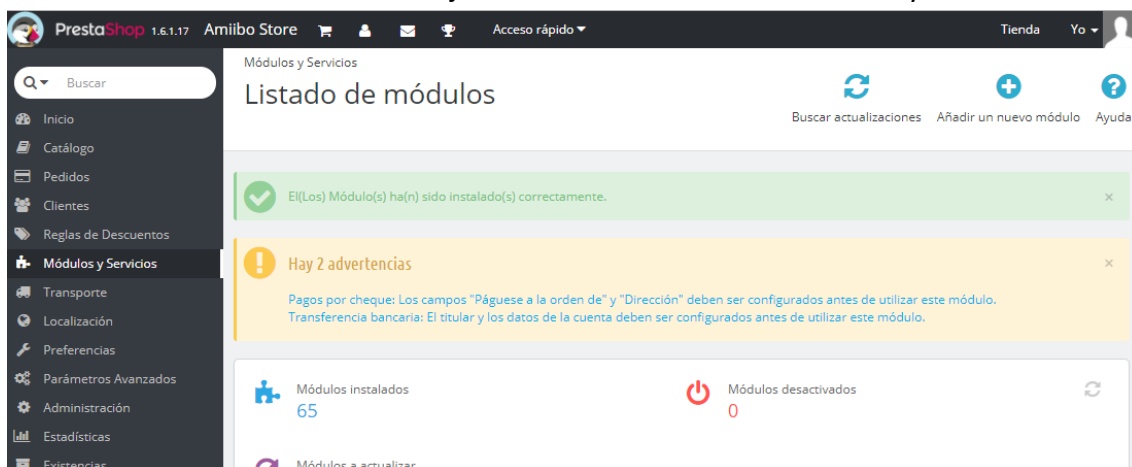 PrestaShop 1.6.1.17 Amiibo Store Acceso rápido Tienda Yo
Buscar
Inicio
Catálogo
Pedidos
Clientes
Reglas de Descuentos
Módulos y Servicios
Transporte
Localización
Preferencias
Parámetros Avanzados
Administración
Estadísticas
Existencias
Módulos y Servicios
Listado de módulos
Buscar actualizaciones Añadir un nuevo módulo Ayuda
El(Los) Módulo(s) ha(n) sido instalado(s) correctamente. ×
Hay 2 advertencias ×
Pagos por cheque: Los campos "Páguese a la orden de" y "Dirección" deben ser configurados antes de utilizar este módulo.
Transferencia bancaria: El titular y los datos de la cuenta deben ser configurados antes de utilizar este módulo.
Módulos instalados
65
Módulos desactivados
0
Módulos a actualizar